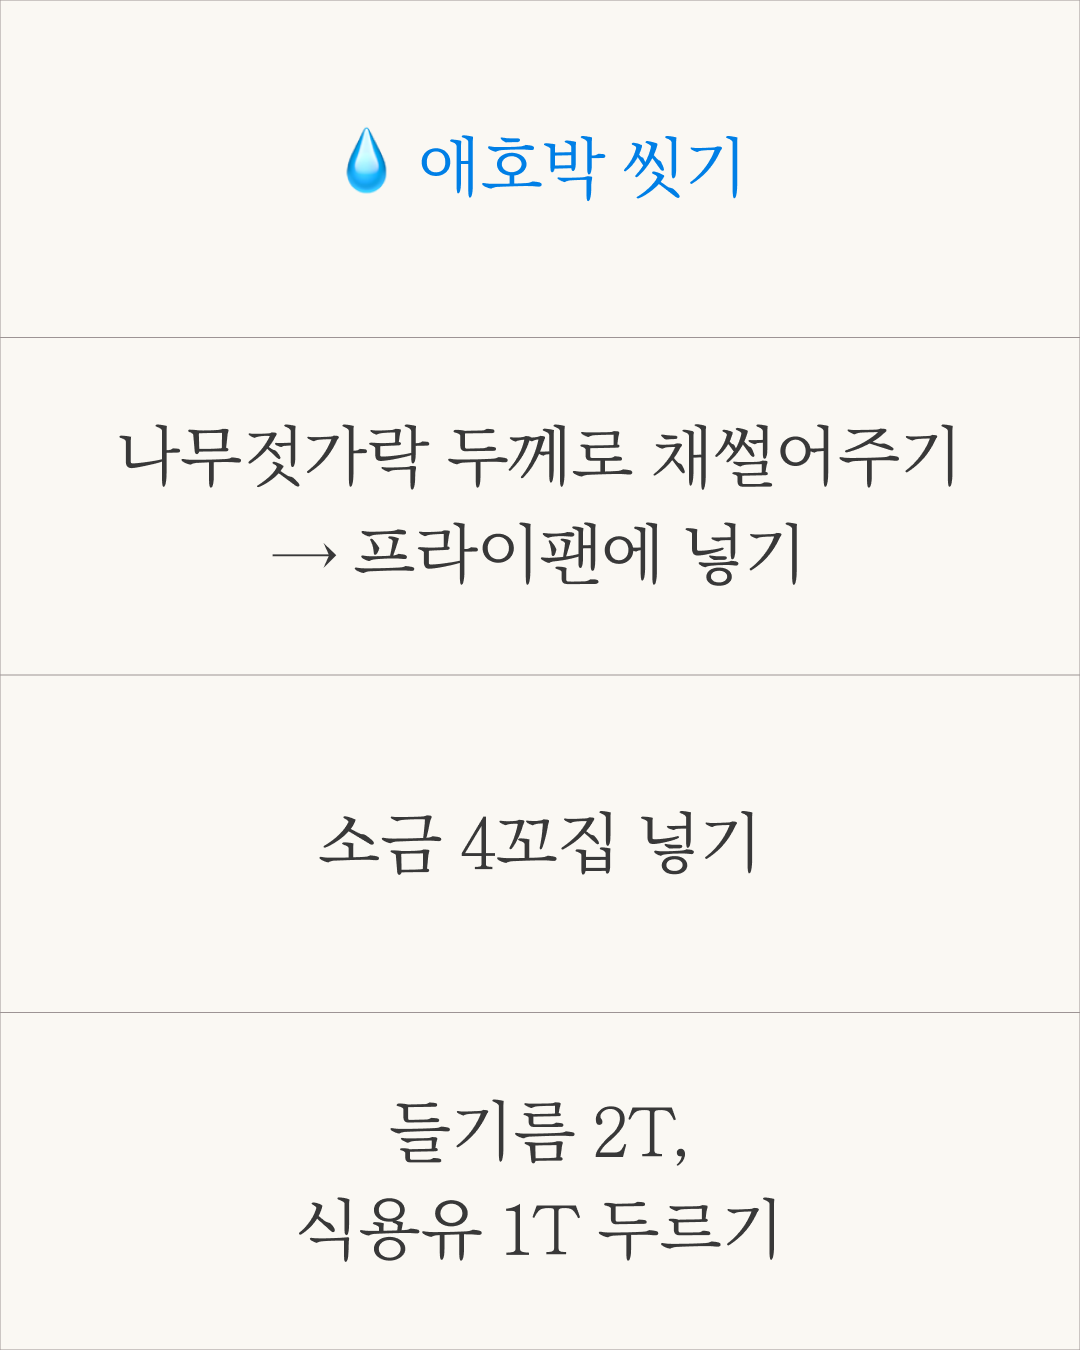 💧 애호박 씻기
나무젓가락 두께로 채썰어주기
→ 프라이팬에 넣기
소금 4꼬집 넣기
들기름 2T,
식용유 1T 두르기